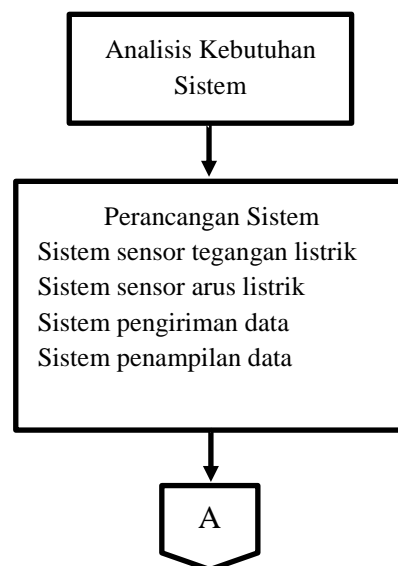 Analisis Kebutuhan
Sistem
Perancangan Sistem
Sistem sensor tegangan listrik
Sistem sensor arus listrik
Sistem pengiriman data
Sistem penampilan data
A